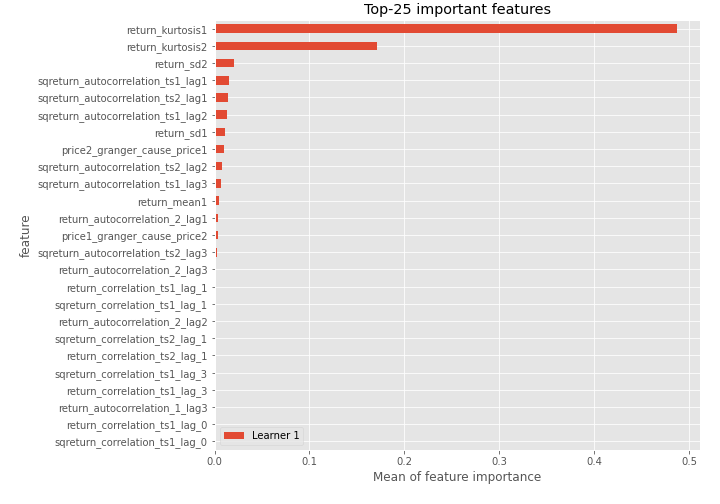 Top-25 important features
return_kurtosis1
return_kurtosis2
return_sd2
sqreturn_autocorrelation_ts1_lag1
sqreturn_autocorrelation_ts2_lag1
sqreturn_autocorrelation_ts1_lag2
return_sd1
price2_granger_cause_price1
sqreturn_autocorrelation_ts2_lag2
sqreturn_autocorrelation_ts1_lag3
return_mean1
return_autocorrelation_2_lag1
price1_granger_cause_price2
sqreturn_autocorrelation_ts2_lag3
return_autocorrelation_2_lag3
return_correlation_ts1_lag_1
sqreturn_correlation_ts1_lag_1
return_autocorrelation_2_lag2
sqreturn_correlation_ts2_lag_1
return_correlation_ts2_lag_1
sqreturn_correlation_ts1_lag_3
return_correlation_ts1_lag_3
return_autocorrelation_1_lag3
return_correlation_ts1_lag_0
sqreturn_correlation_ts1_lag_0
feature
Learner 1
0.0 0.1 0.2 0.3 0.4 0.5
Mean of feature importance